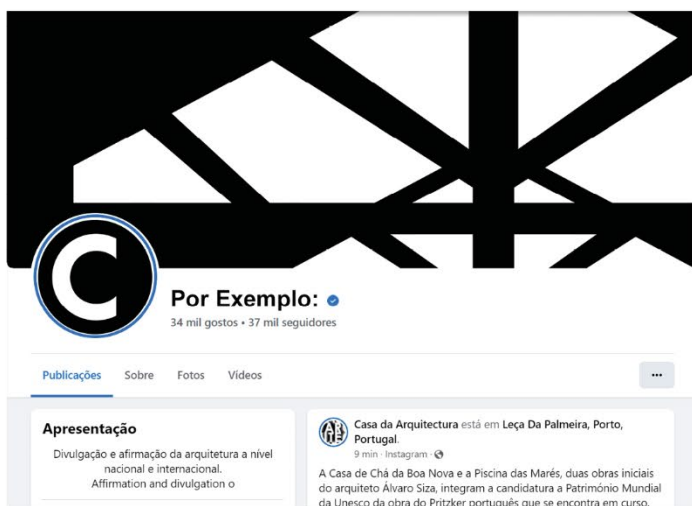 C
Por Exemplo:
34 mil gostos • 37 mil seguidores
Publicações Sobre Fotos Vídeos
Apresentação
Divulgação e afirmação da arquitetura a nível
nacional e internacional.
Affirmation and divulgation o
Casa da Arquitectura está em Leça Da Palmeira, Porto,
Portugal.
9 min · Instagram ·
A Casa de Chá da Boa Nova e a Piscina das Marés, duas obras iniciais
do arquiteto Álvaro Siza, integram a candidatura a Património Mundial
da Unesco da obra do Pritzker português que se encontra em curso.